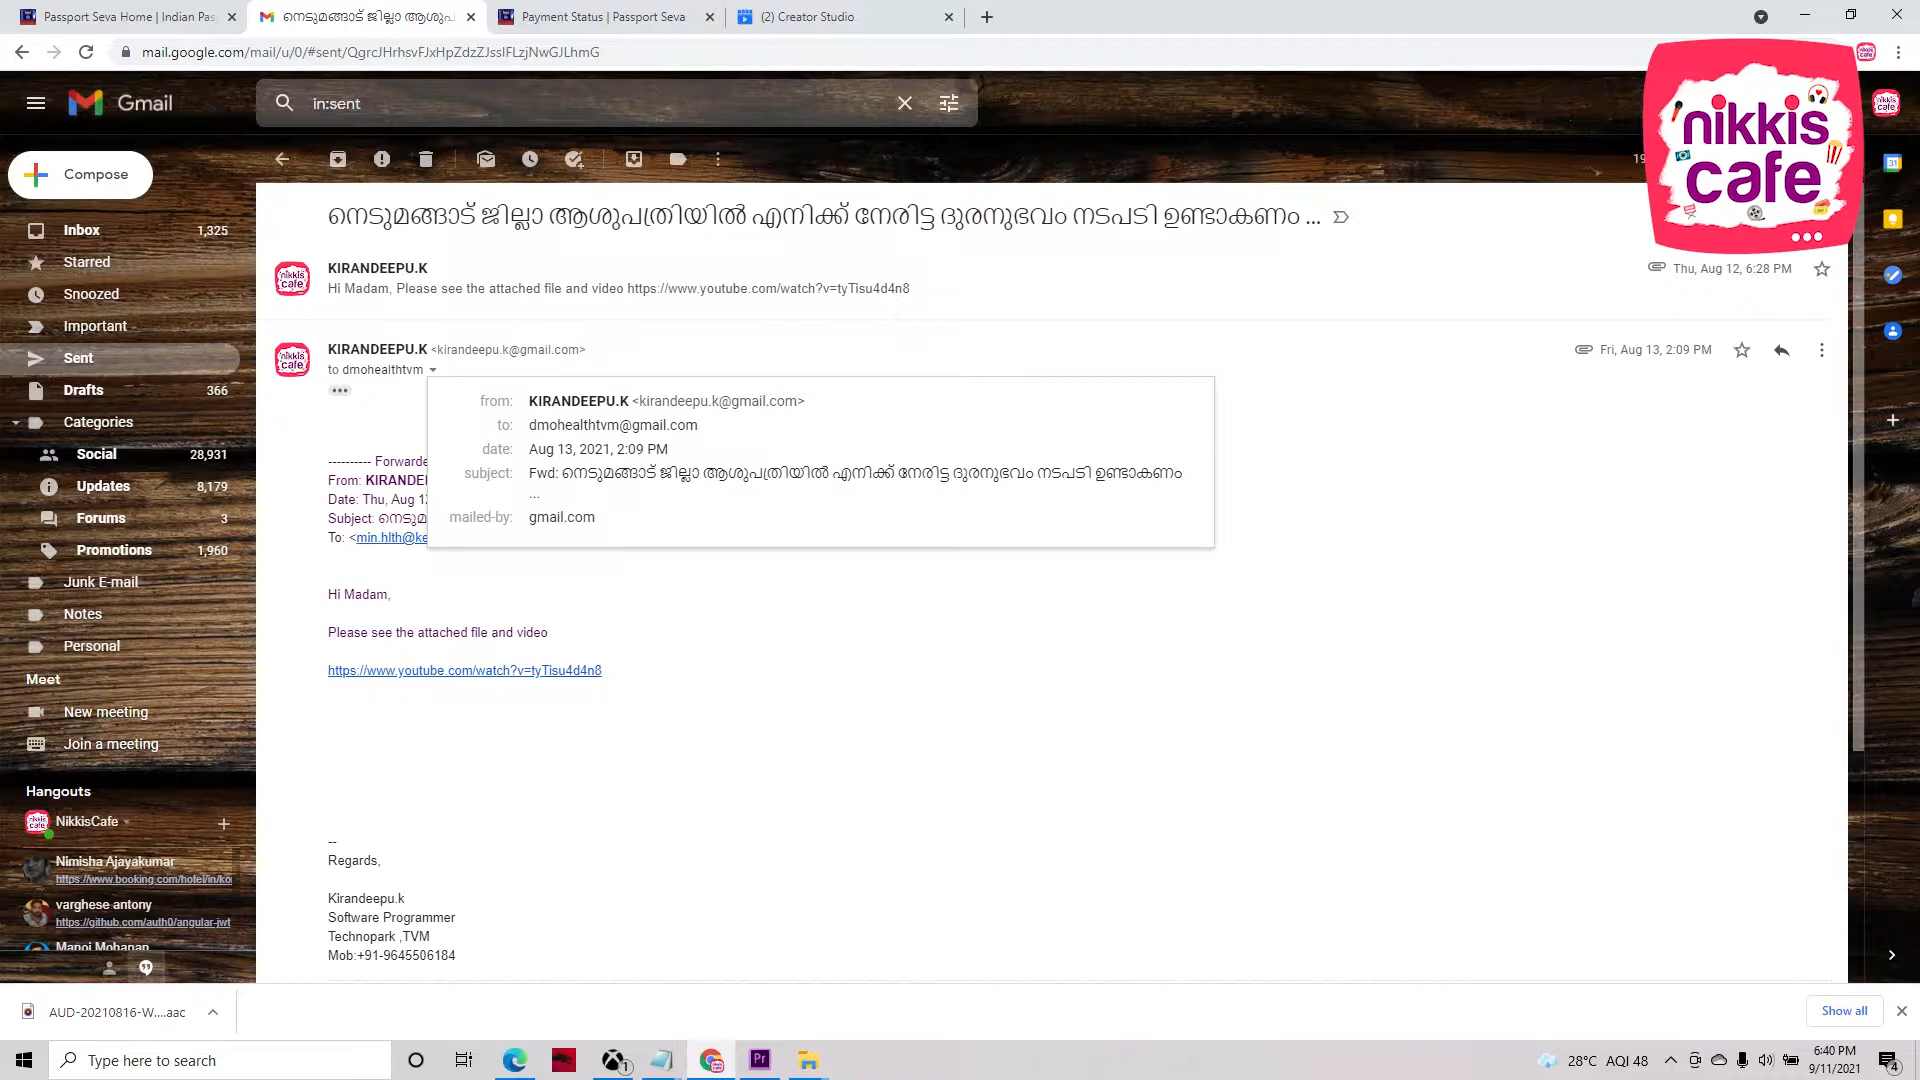 Passport Seva Home | Indian Pas
നെടുമങ്ങാട് ജില്ലാ ആശുപ
Payment Status | Passport Seva
(2) Creator Studio
mail.google.com/mail/u/0/#sent/QgrcJHrhsvFJxHpZdzZJssIFLzjNwGJLhmG
Gmail
in:sent
nikkis
cafe
Compose
Inbox 1,325
Starred
Snoozed
Important
Sent
Drafts 366
Categories
Social 28,931
Updates 8,179
Forums 3
Promotions 1,960
Junk E-mail
Notes
Personal
Meet
New meeting
Join a meeting
Hangouts
NikkisCafe
Nimisha Ajayakumar
https://www.booking.com/hotel/in/ko
varghese antony
https://github.com/auth0/angular-jwt
Manoj Mohanan
നെടുമങ്ങാട് ജില്ലാ ആശുപത്രിയിൽ എനിക്ക് നേരിട്ട ദുരനുഭവം നടപടി ഉണ്ടാകണം ...
KIRANDEEPU.K
Thu, Aug 12, 6:28 PM
Hi Madam, Please see the attached file and video https://www.youtube.com/watch?v=tyTisu4d4n8
KIRANDEEPU.K <kirandeepu.k@gmail.com>
Fri, Aug 13, 2:09 PM
to dmohealthtvm
from: KIRANDEEPU.K <kirandeepu.k@gmail.com>
to: dmohealthtvm@gmail.com
date: Aug 13, 2021, 2:09 PM
subject: Fwd: നെടുമങ്ങാട് ജില്ലാ ആശുപത്രിയിൽ എനിക്ക് നേരിട്ട ദുരനുഭവം നടപടി ഉണ്ടാകണം
...
mailed-by: gmail.com
---------- Forwarde
From: KIRANDE
Date: Thu, Aug 1
Subject: നെടുമ
To: <min.hlth@ke
Hi Madam,
Please see the attached file and video
https://www.youtube.com/watch?v=tyTisu4d4n8
--
Regards,
Kirandeepu.k
Software Programmer
Technopark ,TVM
Mob:+91-9645506184
AUD-20210816-W....aac
Show all
Type here to search
28°C AQI 48
6:40 PM
9/11/2021